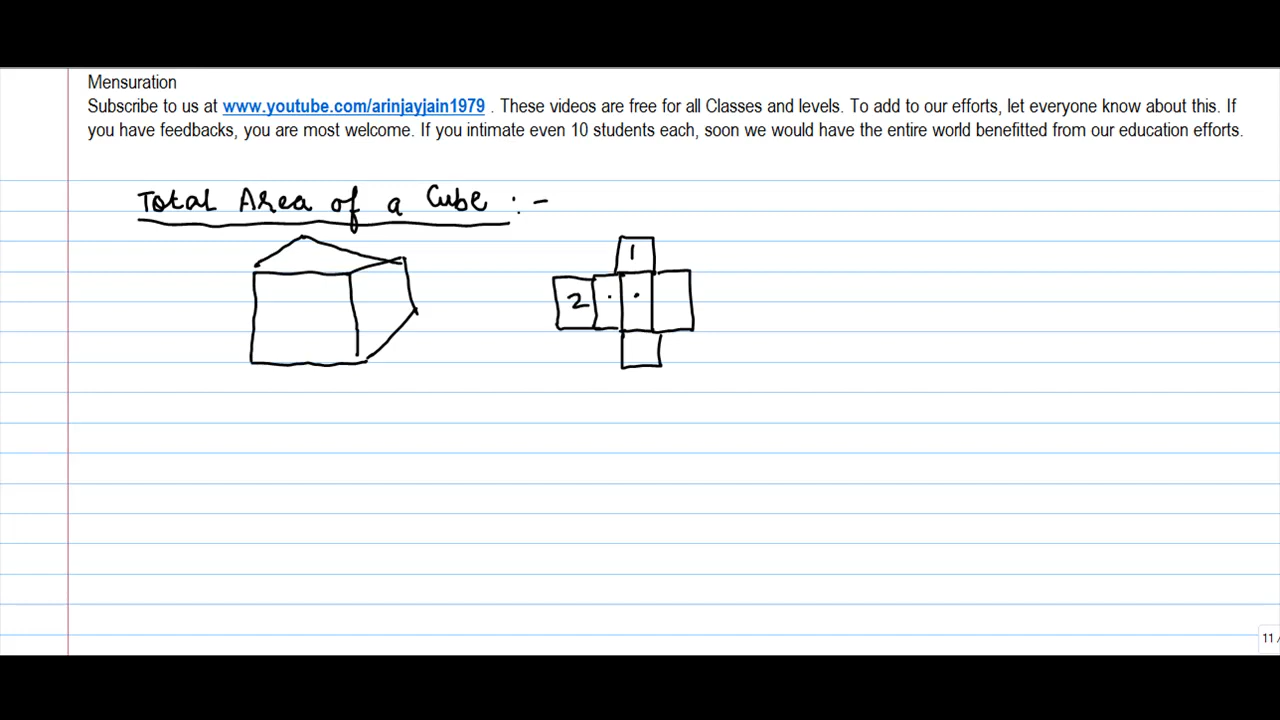 Mensuration
Subscribe to us at www.youtube.com/arinjayjain1979 . These videos are free for all Classes and levels. To add to our efforts, let everyone know about this. If
you have feedbacks, you are most welcome. If you intimate even 10 students each, soon we would have the entire world benefitted from our education efforts.
Total Area of a Cube :-
1
2
11 /